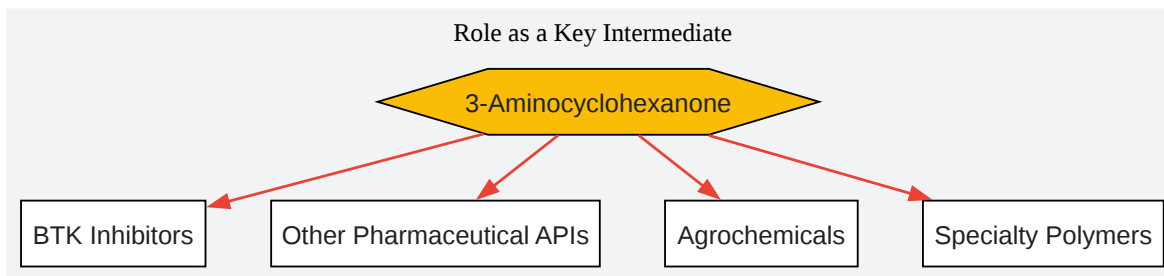 Role as a Key Intermediate
3-Aminocyclohexanone
BTK Inhibitors
Other Pharmaceutical APIs
Agrochemicals
Specialty Polymers